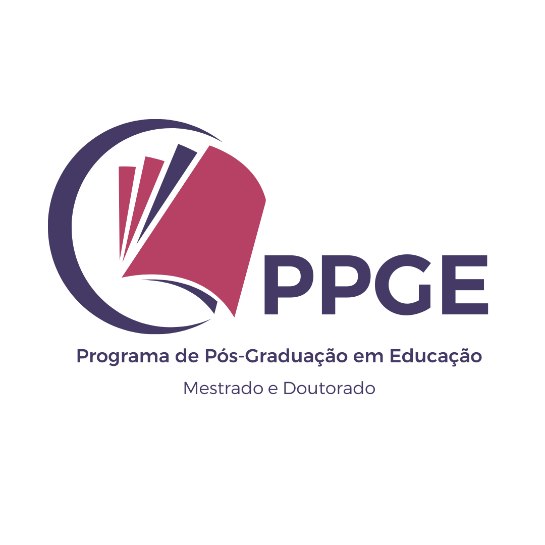 PPGE
Programa de Pós-Graduação em Educação
Mestrado e Doutorado